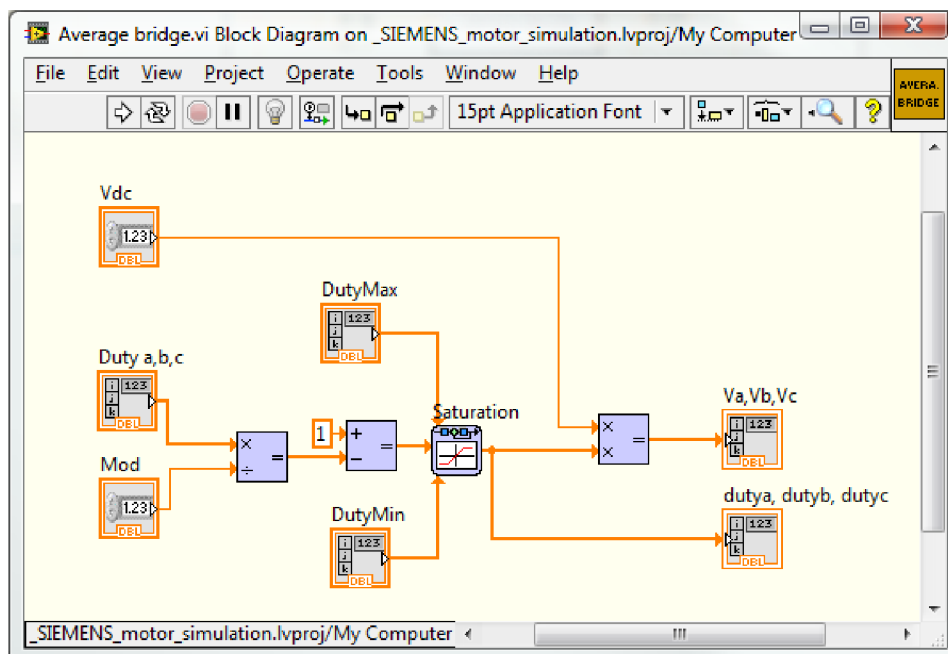 Average bridge.vi Block Diagram on _SIEMENS_motor_simulation.lvproj/My Computer
File Edit View Project Operate Tools Window Help
15pt Application Font
AVERA.
BRIDGE
Vdc
1.23
DBL
DutyMax
i 123
j
k
DBL
Duty a,b,c
i 123
j
k
DBL
Mod
1.23
DBL
× ÷ =
1
+ − =
Saturation
DutyMin
i 123
j
k
DBL
× × =
Va,Vb,Vc
i 123
j
k
DBL
dutya, dutyb, dutyc
i 123
j
k
DBL
_SIEMENS_motor_simulation.lvproj/My Computer